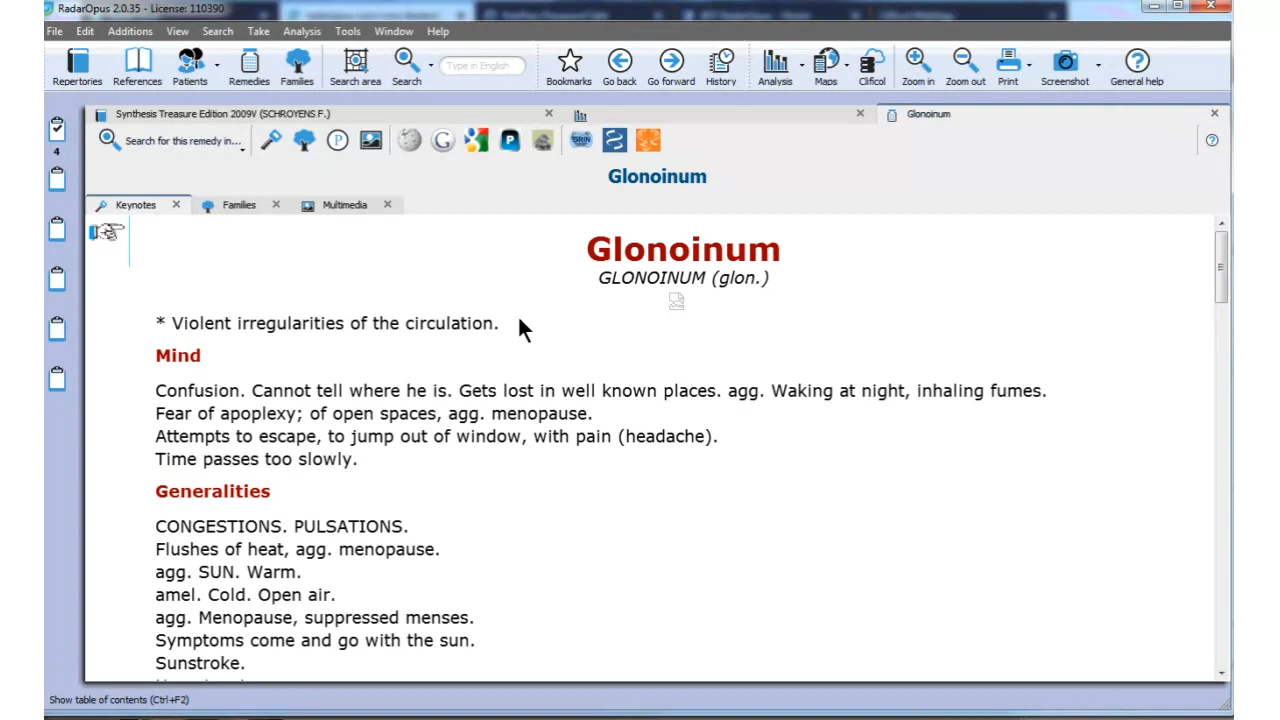 RadarOpus 2.0.35 - License: 110390
File Edit Additions View Search Take Analysis Tools Window Help
Type in English
Repertories References Patients Remedies Families Search area Search Bookmarks Go back Go forward History Analysis Maps Clificol Zoom in Zoom out Print Screenshot General help
Synthesis Treasure Edition 2009V (SCHROYENS F.) Glonoinum
Search for this remedy in...
4
Glonoinum
Keynotes Families Multimedia
Glonoinum
GLONOINUM (glon.)
* Violent irregularities of the circulation.
Mind
Confusion. Cannot tell where he is. Gets lost in well known places. agg. Waking at night, inhaling fumes.
Fear of apoplexy; of open spaces, agg. menopause.
Attempts to escape, to jump out of window, with pain (headache).
Time passes too slowly.
Generalities
CONGESTIONS. PULSATIONS.
Flushes of heat, agg. menopause.
agg. SUN. Warm.
amel. Cold. Open air.
agg. Menopause, suppressed menses.
Symptoms come and go with the sun.
Sunstroke.
Show table of contents (Ctrl+F2)